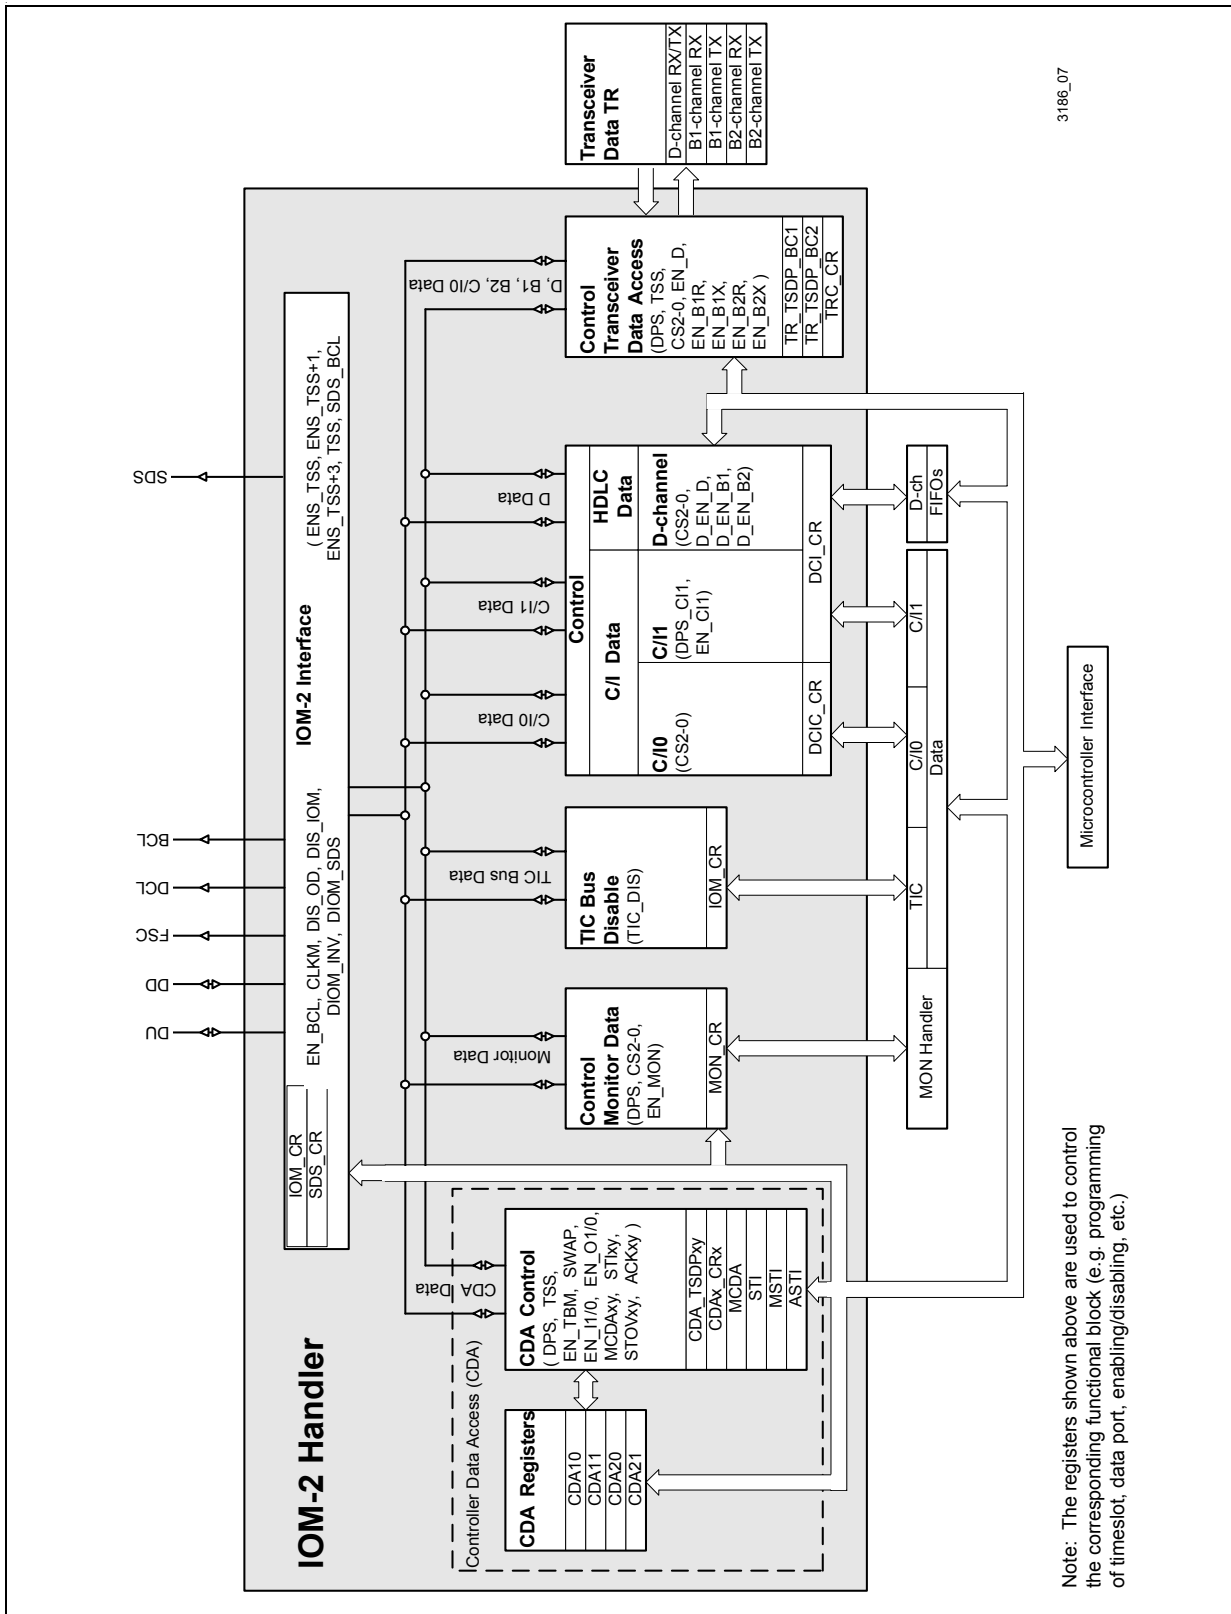 IOM-2 Handler
SDS
BCL
DCL
FSC
DD
DU
IOM_CR
SDS_CR
IOM-2 Interface
EN_BCL, CLKM, DIS_OD, DIS_IOM,
DIOM_INV, DIOM_SDS
( ENS_TSS, ENS_TSS+1,
ENS_TSS+3, TSS, SDS_BCL
CDA Data
Monitor Data
TIC Bus Data
C/I0 Data
C/I1 Data
D Data
D, B1, B2, C/I0 Data
Controller Data Access (CDA)
CDA Registers
CDA10
CDA11
CDA20
CDA21
CDA Control
( DPS, TSS,
EN_TBM, SWAP,
EN_I1/0, EN_O1/0,
MCDAxy, STIxy,
STOVxy, ACKxy )
CDA_TSDPxy
CDAx_CRx
MCDA
STI
MSTI
ASTI
Control
Monitor Data
(DPS, CS2-0,
EN_MON)
MON_CR
TIC Bus
Disable
(TIC_DIS)
IOM_CR
Control
C/I Data
HDLC
Data
C/I0
(CS2-0)
C/I1
(DPS_CI1,
EN_CI1)
D-channel
(CS2-0,
D_EN_D,
D_EN_B1,
D_EN_B2)
DCIC_CR
DCI_CR
Control
Transceiver
Data Access
(DPS, TSS,
CS2-0, EN_D,
EN_B1R,
EN_B1X,
EN_B2R,
EN_B2X )
TR_TSDP_BC1
TR_TSDP_BC2
TRC_CR
Transceiver
Data TR
D-channel RX/TX
B1-channel RX
B1-channel TX
B2-channel RX
B2-channel TX
MON Handler
TIC
C/I0
C/I1
Data
D-ch
FIFOs
Microcontroller Interface
Note: The registers shown above are used to control
the corresponding functional block (e.g. programming
of timeslot, data port, enabling/disabling, etc.)
3186_07